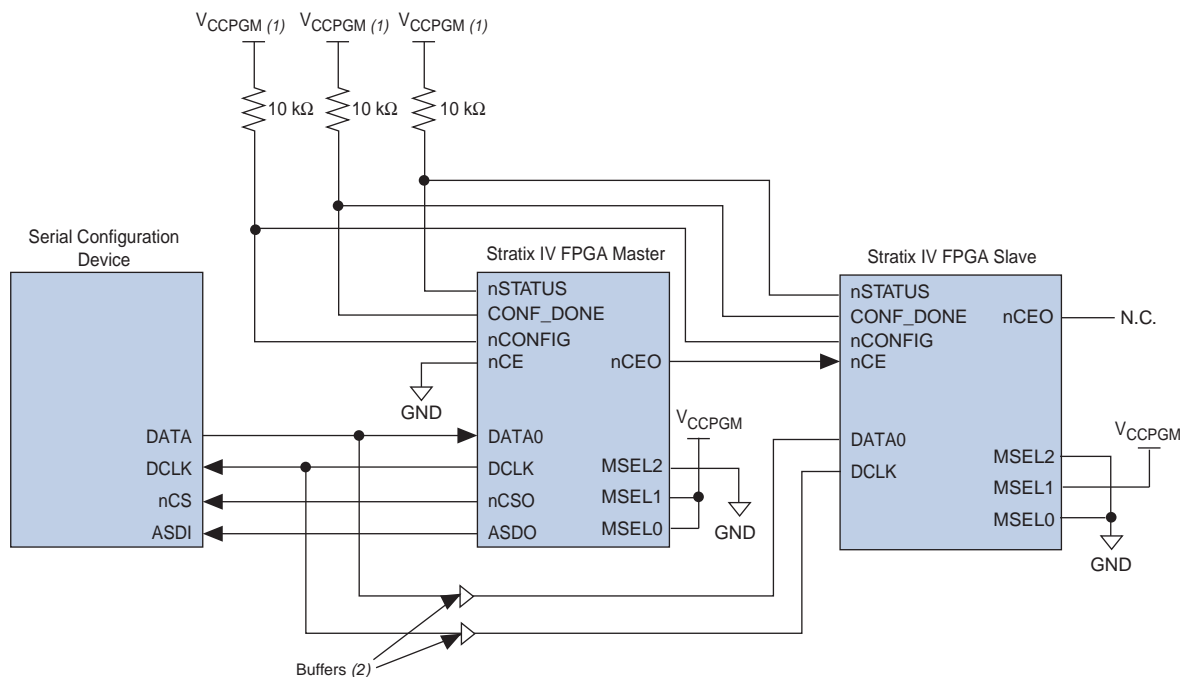 VCCPGM (1) VCCPGM (1) VCCPGM (1)
10 kΩ 10 kΩ 10 kΩ
Serial Configuration
Device
DATA
DCLK
nCS
ASDI
Stratix IV FPGA Master
nSTATUS
CONF_DONE
nCONFIG
nCE
nCEO
GND
DATA0
DCLK
nCSO
ASDO
MSEL2
MSEL1
MSEL0
VCCPGM
GND
Stratix IV FPGA Slave
nSTATUS
CONF_DONE
nCONFIG
nCE
nCEO
N.C.
DATA0
DCLK
MSEL2
MSEL1
MSEL0
VCCPGM
GND
Buffers (2)